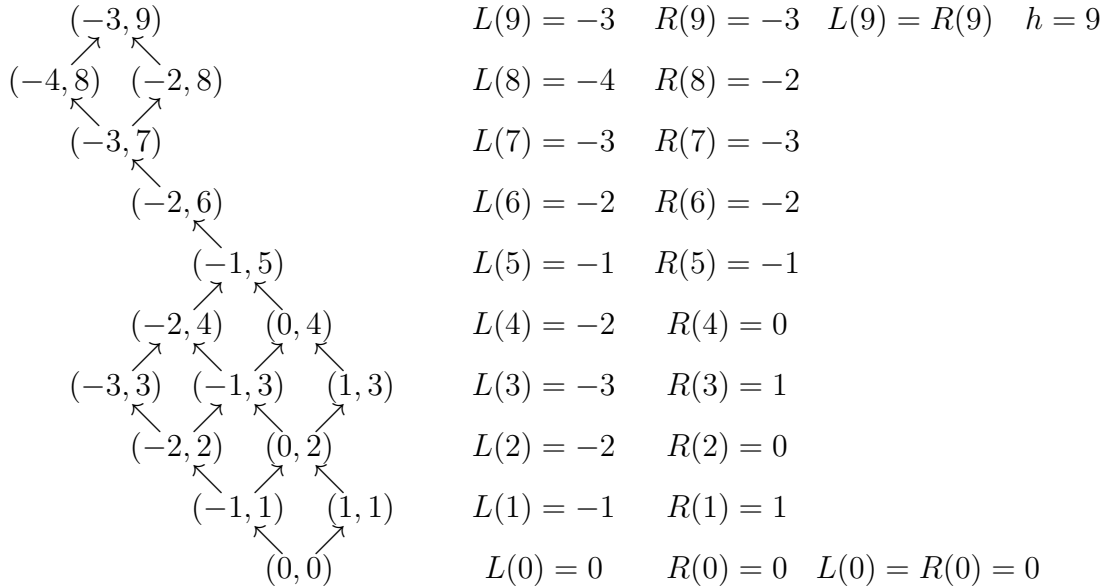 (−3, 9) L(9) = −3 R(9) = −3 L(9) = R(9) h = 9
(−4, 8) (−2, 8) L(8) = −4 R(8) = −2
(−3, 7) L(7) = −3 R(7) = −3
(−2, 6) L(6) = −2 R(6) = −2
(−1, 5) L(5) = −1 R(5) = −1
(−2, 4) (0, 4) L(4) = −2 R(4) = 0
(−3, 3) (−1, 3) (1, 3) L(3) = −3 R(3) = 1
(−2, 2) (0, 2) L(2) = −2 R(2) = 0
(−1, 1) (1, 1) L(1) = −1 R(1) = 1
(0, 0) L(0) = 0 R(0) = 0 L(0) = R(0) = 0